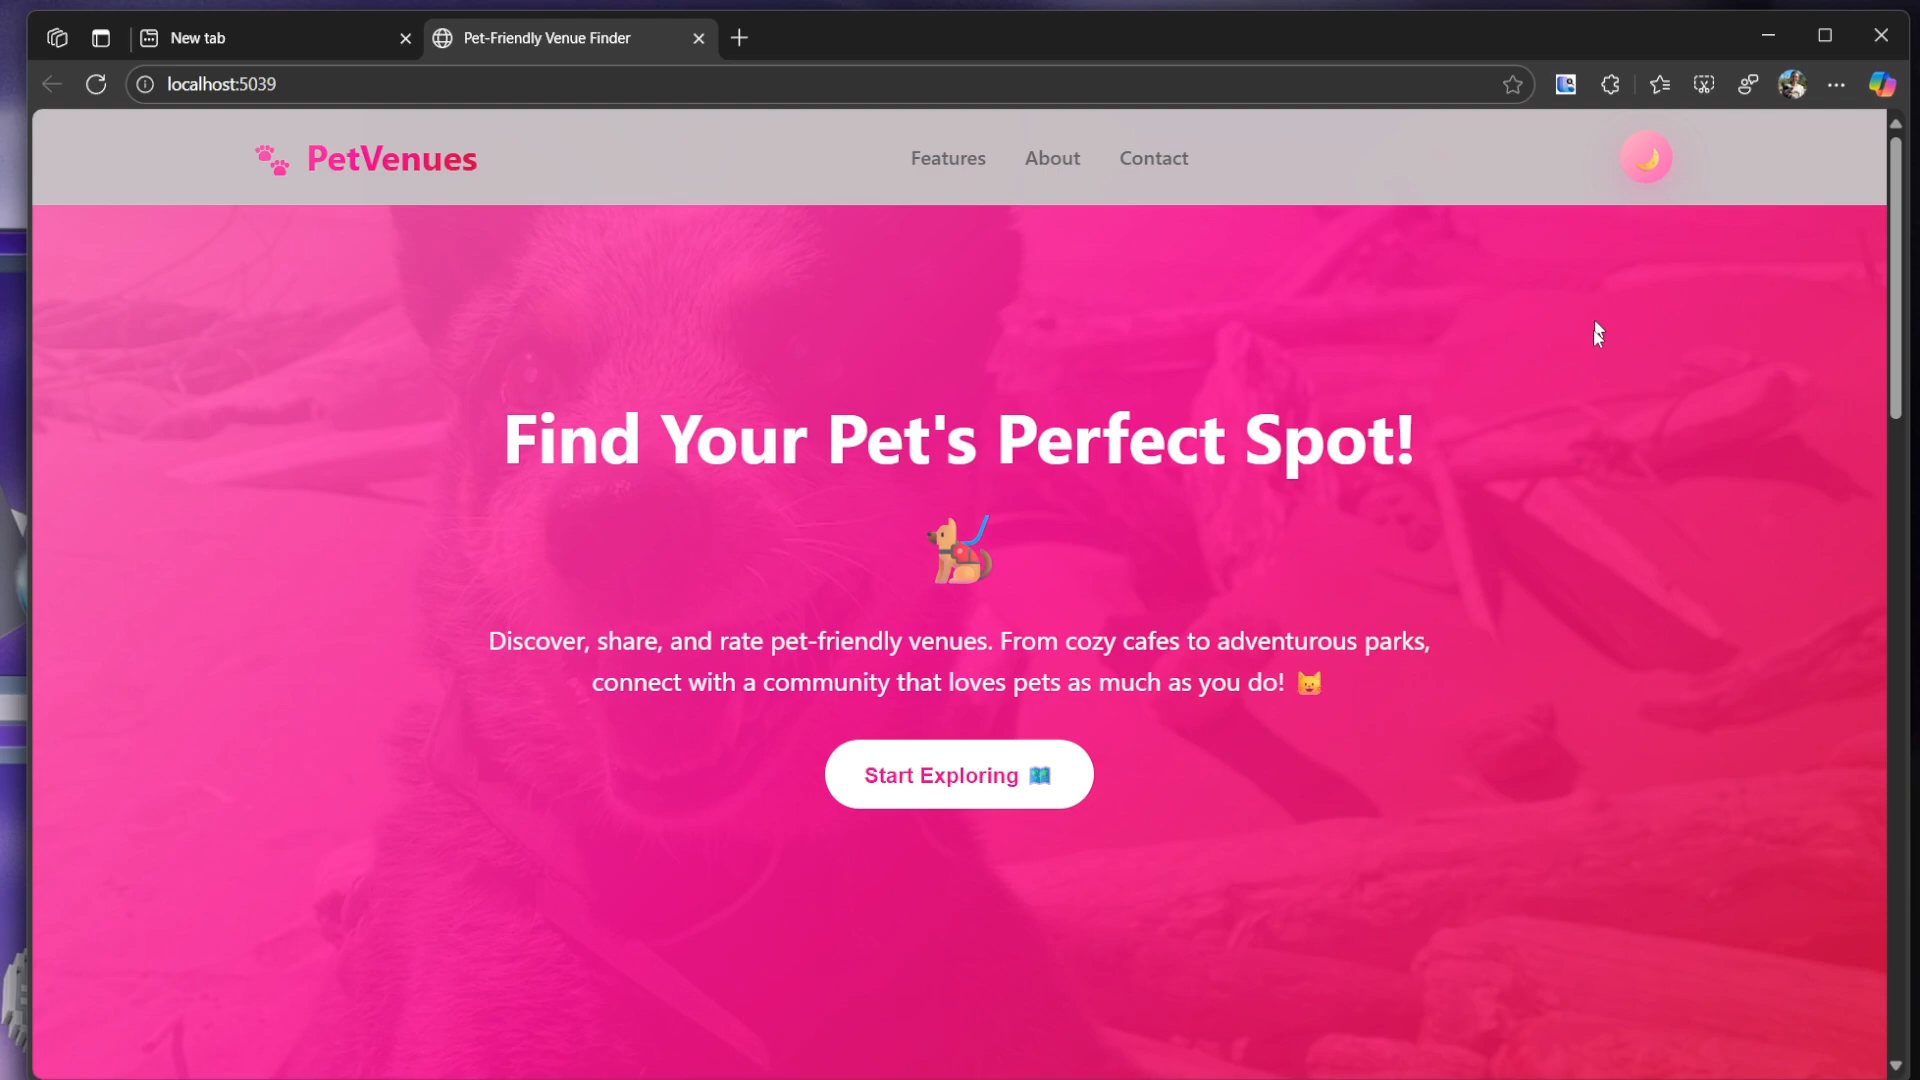 New tab
Pet-Friendly Venue Finder
localhost:5039
PetVenues
Features
About
Contact
Find Your Pet's Perfect Spot!
Discover, share, and rate pet-friendly venues. From cozy cafes to adventurous parks,
connect with a community that loves pets as much as you do! 😺
Start Exploring 🗺️